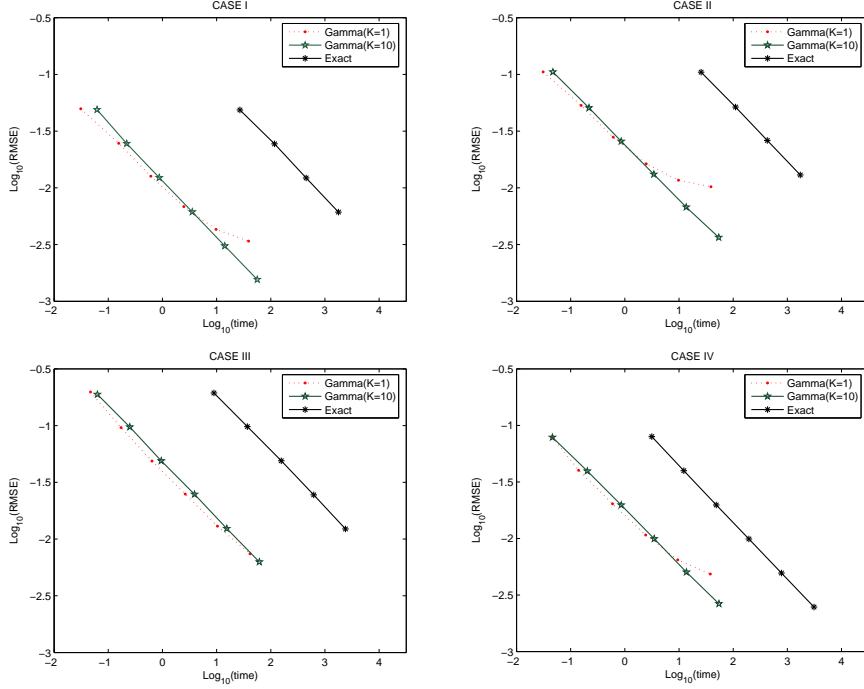 CASE I
Log10(RMSE)
−0.5
−1
−1.5
−2
−2.5
−3
Gamma(K=1)
Gamma(K=10)
Exact
−2 −1 0 1 2 3 4
Log10(time)
CASE II
Log10(RMSE)
−0.5
−1
−1.5
−2
−2.5
−3
Gamma(K=1)
Gamma(K=10)
Exact
−2 −1 0 1 2 3 4
Log10(time)
CASE III
Log10(RMSE)
−0.5
−1
−1.5
−2
−2.5
−3
Gamma(K=1)
Gamma(K=10)
Exact
−2 −1 0 1 2 3 4
Log10(time)
CASE IV
Log10(RMSE)
−0.5
−1
−1.5
−2
−2.5
−3
Gamma(K=1)
Gamma(K=10)
Exact
−2 −1 0 1 2 3 4
Log10(time)